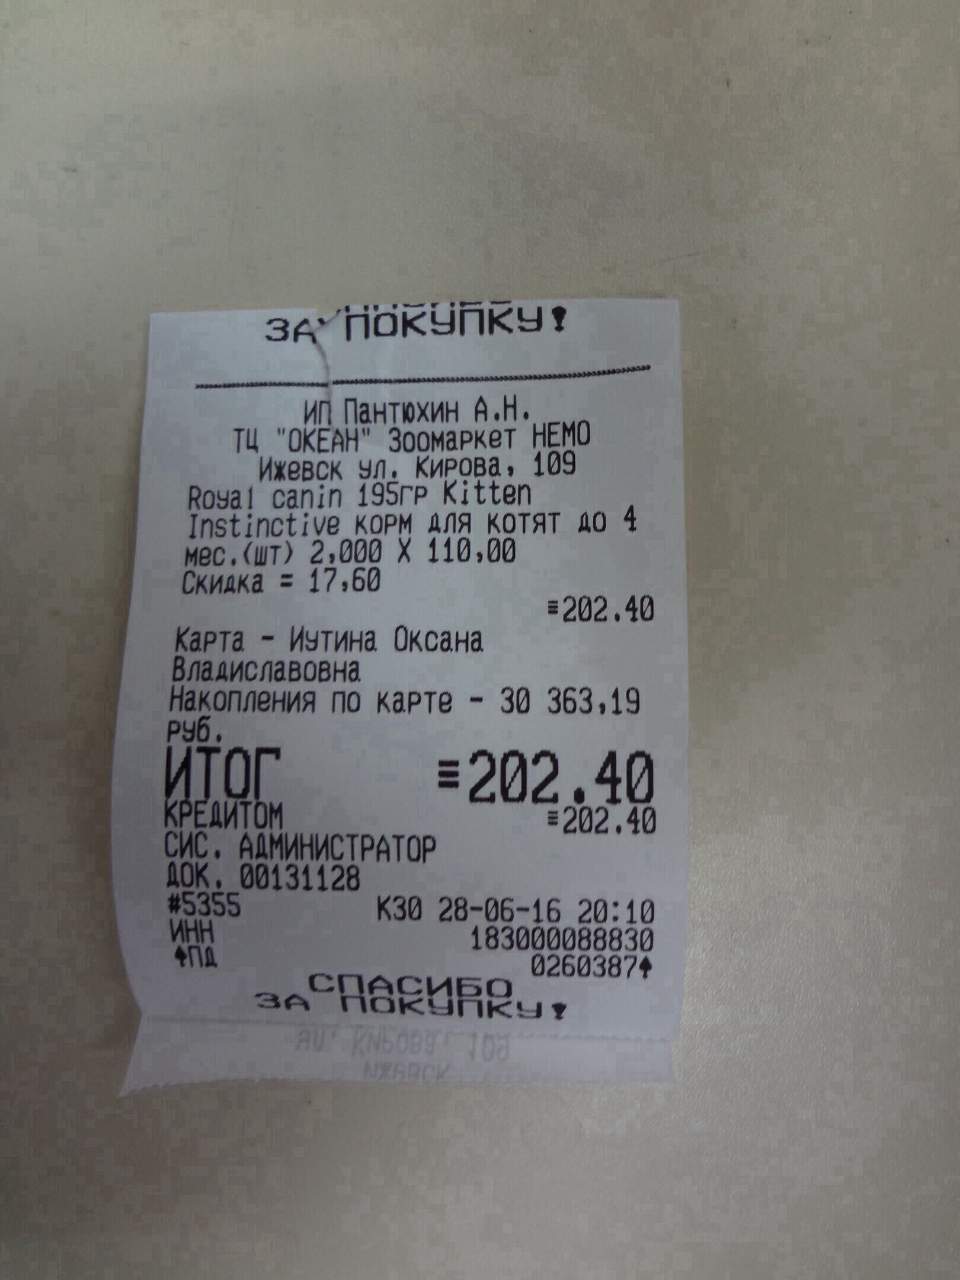 ЗА ПОКУПКУ!
ИП Пантюхин А.Н.
ТЦ "ОКЕАН" Зоомаркет НЕМО
Ижевск ул. Кирова, 109
Royal canin 195гр Kitten
Instinctive корм для котят до 4
мес.(шт) 2,000 X 110,00
Скидка = 17,60
≡202.40
Карта - Иутина Оксана
Владиславовна
Накопления по карте - 30 363,19
руб.
ИТОГ ≡202.40
КРЕДИТОМ ≡202.40
СИС. АДМИНИСТРАТОР
ДОК. 00131128
#5355 К30 28-06-16 20:10
ИНН 183000088830
ПД 0260387
СПАСИБО
ЗА ПОКУПКУ!